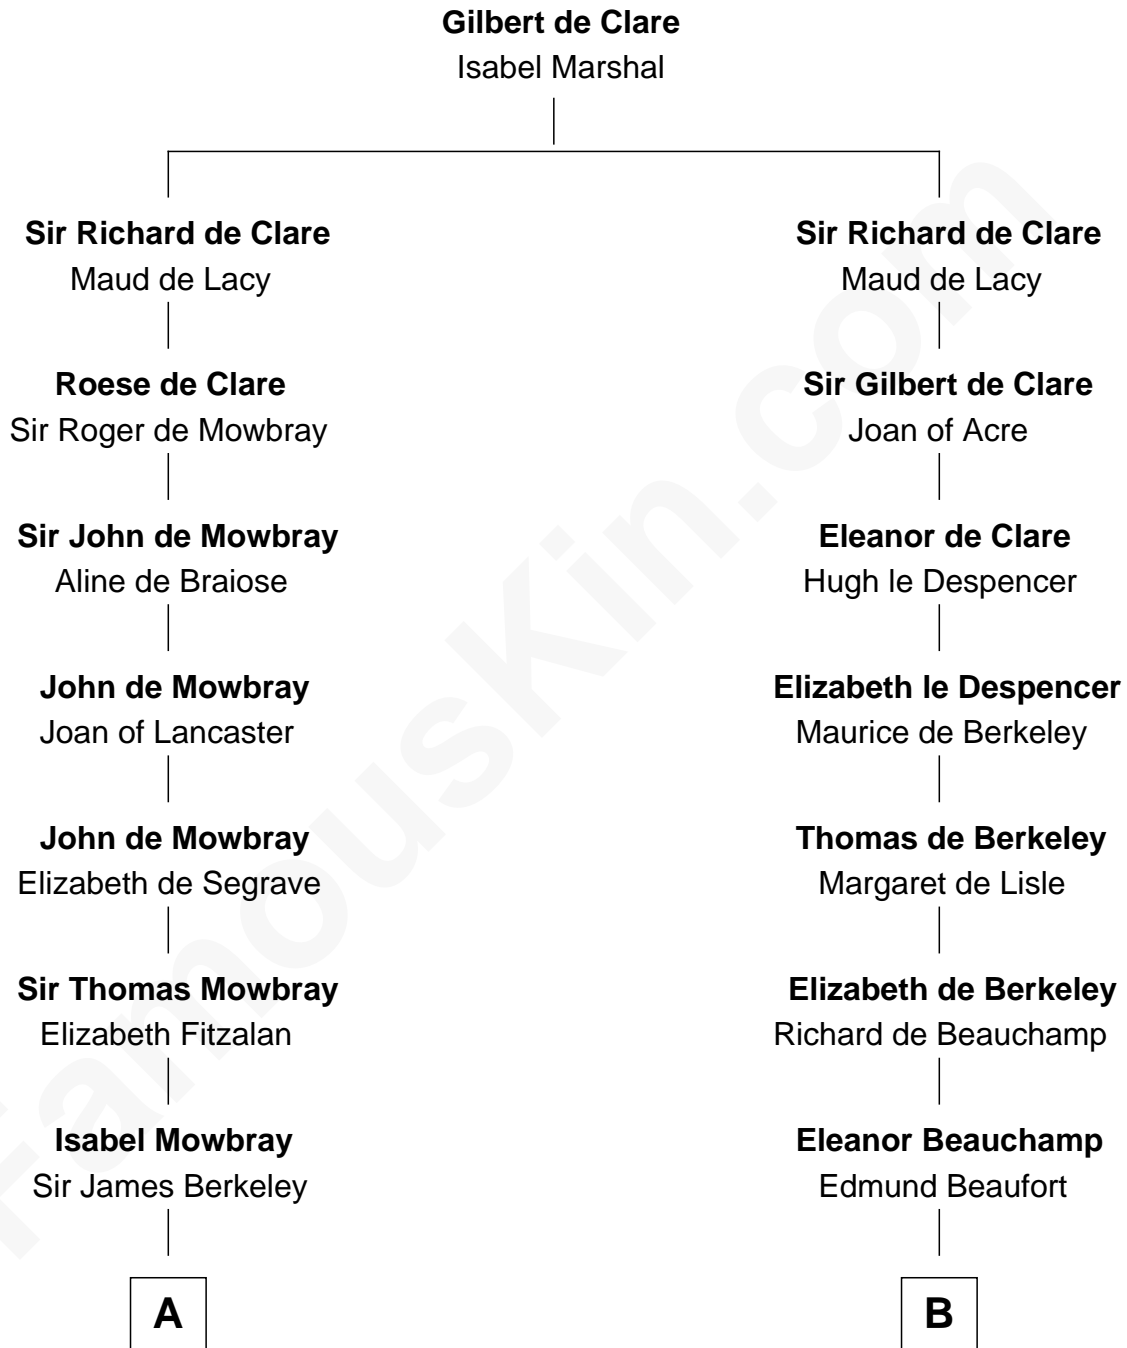 Gilbert de Clare
Isabel Marshal
Sir Richard de Clare
Maud de Lacy
Sir Richard de Clare
Maud de Lacy
Roese de Clare
Sir Roger de Mowbray
Sir Gilbert de Clare
Joan of Acre
Sir John de Mowbray
Aline de Braiose
Eleanor de Clare
Hugh le Despencer
John de Mowbray
Joan of Lancaster
Elizabeth le Despencer
Maurice de Berkeley
John de Mowbray
Elizabeth de Segrave
Thomas de Berkeley
Margaret de Lisle
Sir Thomas Mowbray
Elizabeth Fitzalan
Elizabeth de Berkeley
Richard de Beauchamp
Isabel Mowbray
Sir James Berkeley
Eleanor Beauchamp
Edmund Beaufort
A
B
FamousKin.com